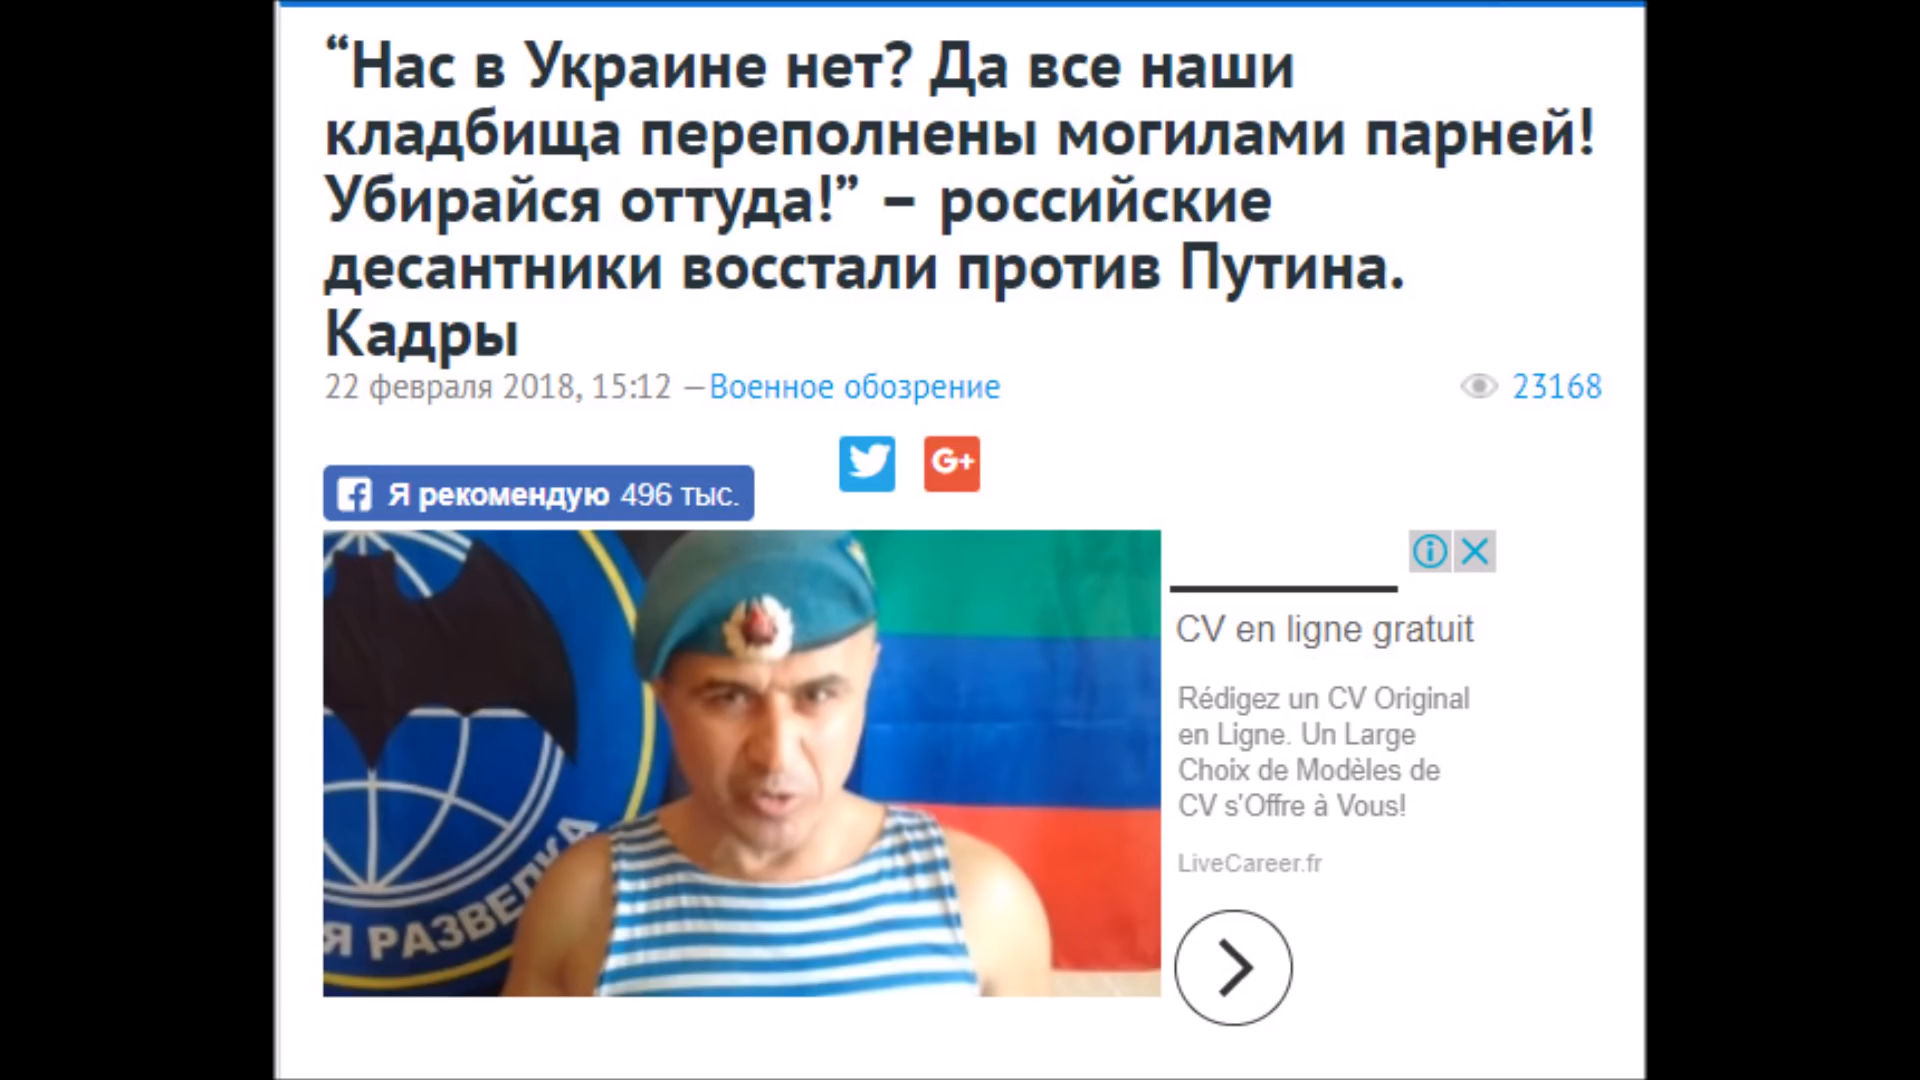 “Нас в Украине нет? Да все наши
кладбища переполнены могилами парней!
Убирайся оттуда!” – российские
десантники восстали против Путина.
Кадры
22 февраля 2018, 15:12 —Военное обозрение
23168
G+
Я рекомендую 496 тыс.
Я РАЗВЕДКА
CV en ligne gratuit
Rédigez un CV Original
en Ligne. Un Large
Choix de Modèles de
CV s'Offre à Vous!
LiveCareer.fr